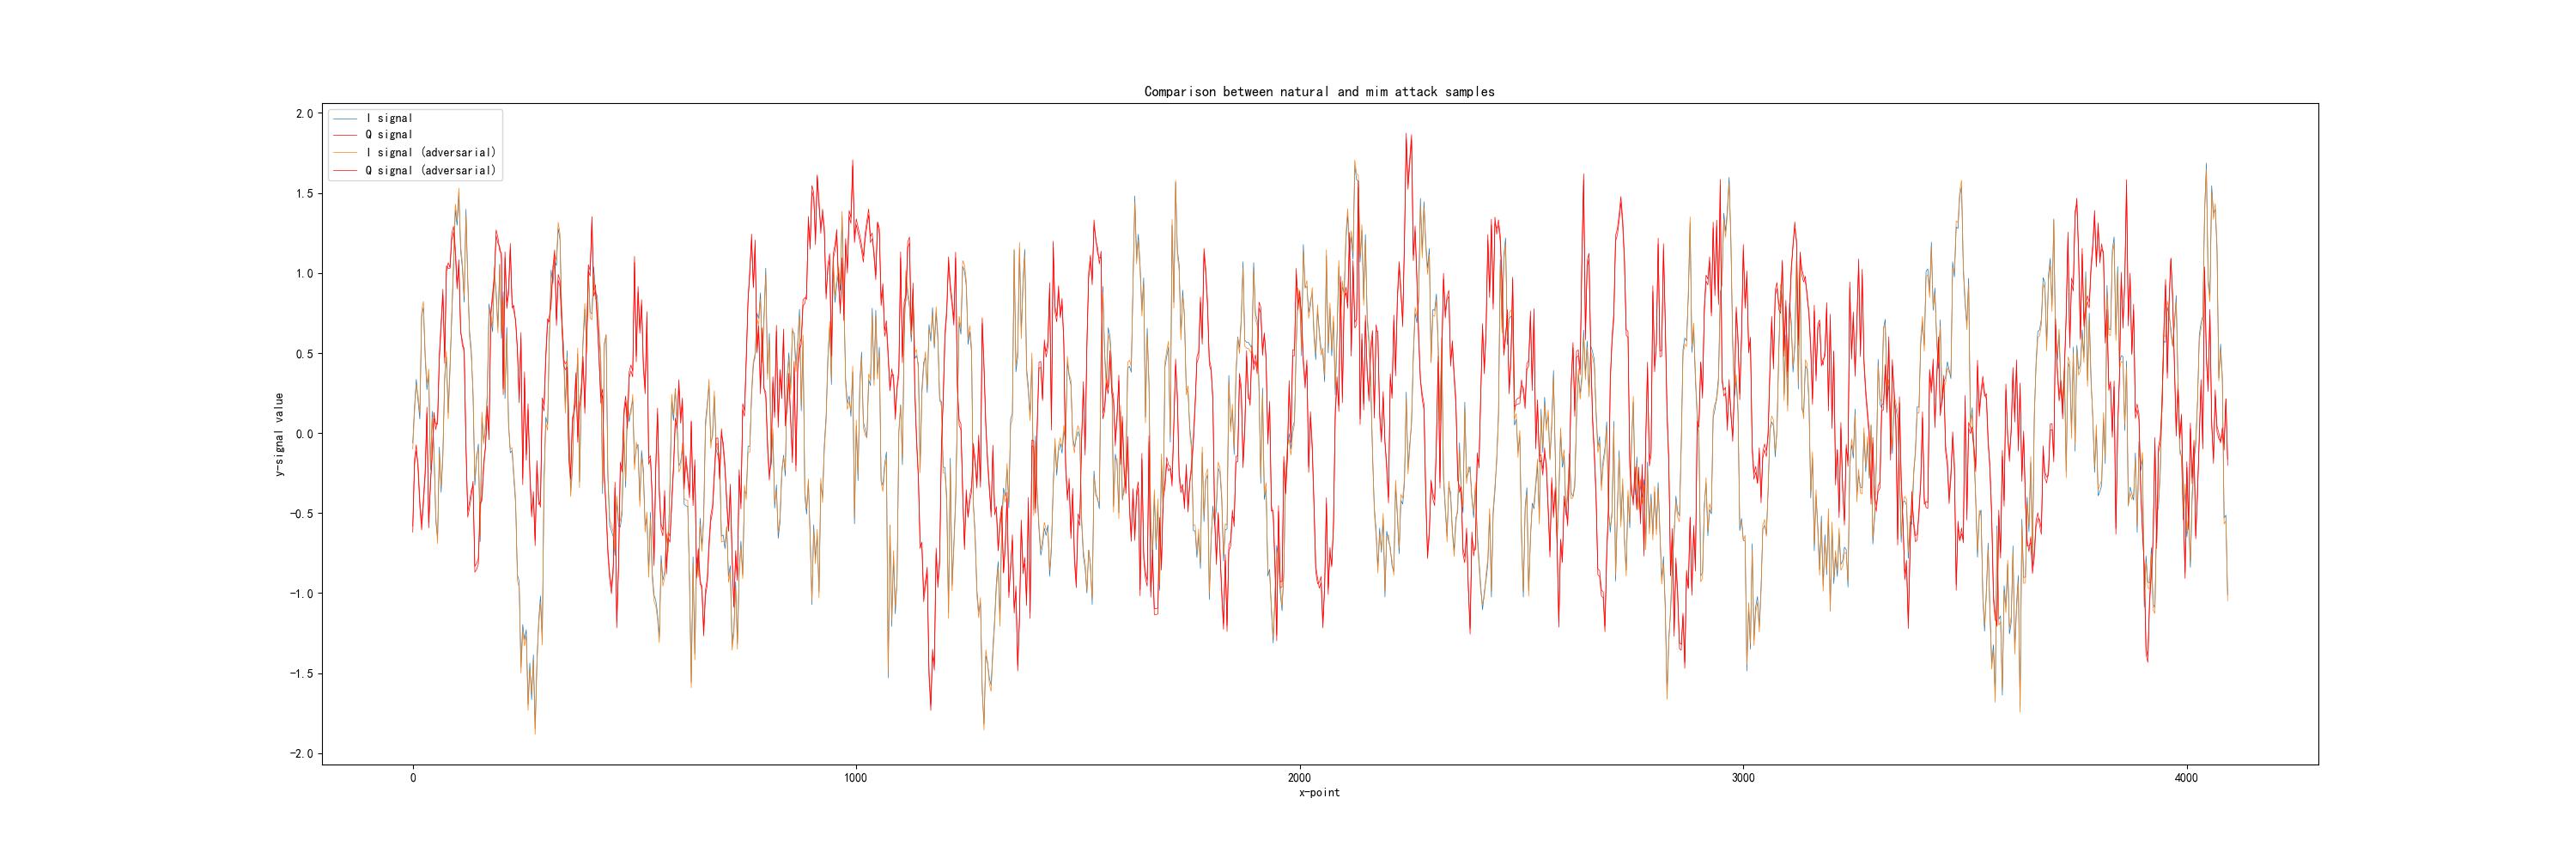 Comparison between natural and mim attack samples
I signal
Q signal
I signal (adversarial)
Q signal (adversarial)
2.0
1.5
1.0
0.5
0.0
-0.5
-1.0
-1.5
-2.0
y-signal value
0 1000 2000 3000 4000
x-point